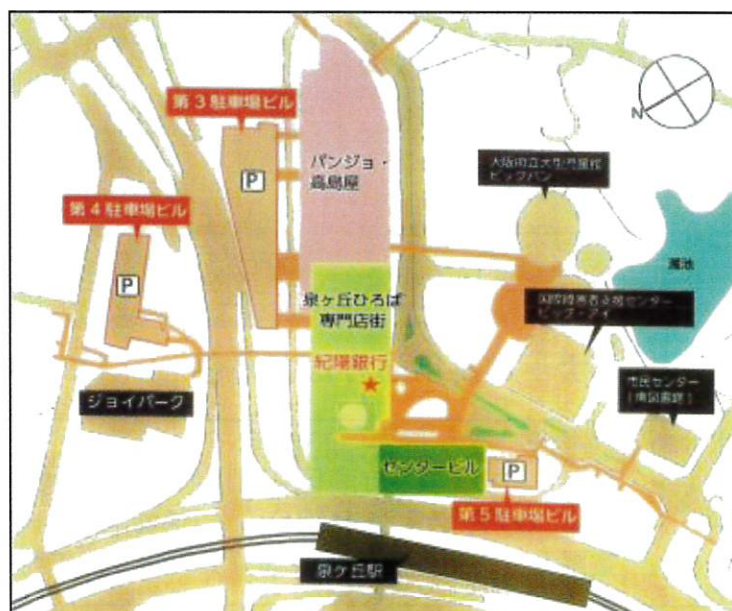 第3駐車場ビル
N
パンジョ・
高島屋
P
大阪府立大型児童館
ビッグバン
第4駐車場ビル
P
濁池
泉ヶ丘ひろば
専門店街
国際障害者交流センター
ビッグ・アイ
紀陽銀行
ジョイパーク
市民センター
センタービル
P
第5駐車場ビル
泉ヶ丘駅